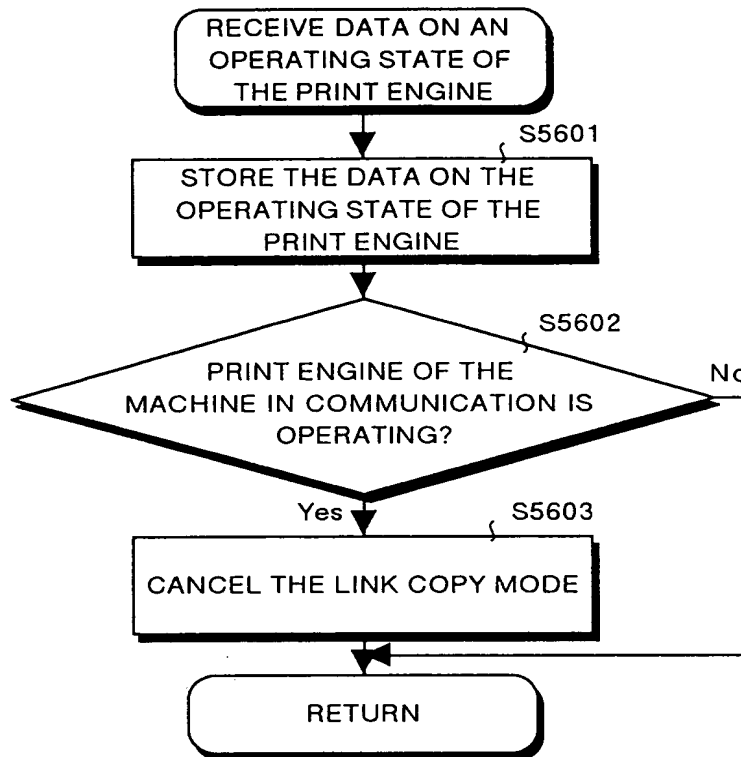 RECEIVE DATA ON AN
OPERATING STATE OF
THE PRINT ENGINE
S5601
STORE THE DATA ON THE
OPERATING STATE OF THE
PRINT ENGINE
S5602
PRINT ENGINE OF THE
MACHINE IN COMMUNICATION IS
OPERATING?
No
Yes
S5603
CANCEL THE LINK COPY MODE
RETURN